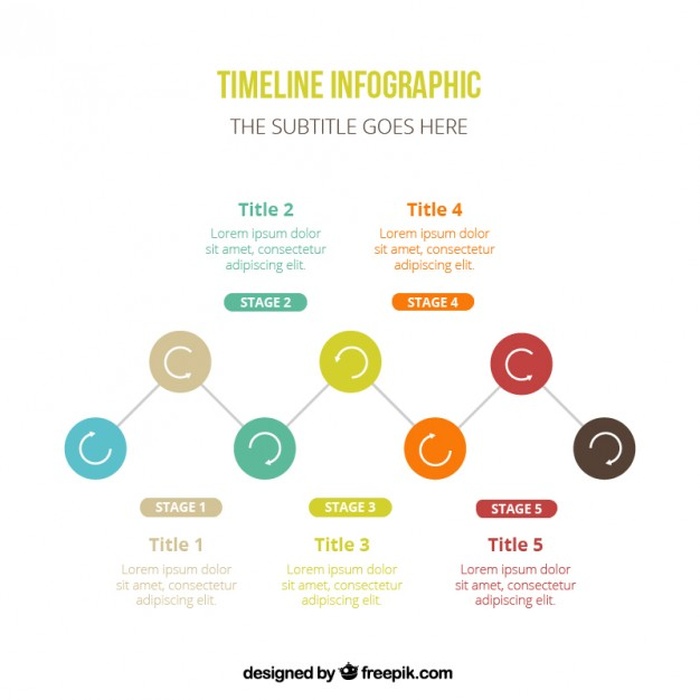 TIMELINE INFOGRAPHIC
THE SUBTITLE GOES HERE
Title 2
Lorem ipsum dolor
sit amet, consectetur
adipiscing elit.
STAGE 2
Title 4
Lorem ipsum dolor
sit amet, consectetur
adipiscing elit.
STAGE 4
STAGE 1
Title 1
Lorem ipsum dolor
sit amet, consectetur
adipiscing elit.
STAGE 3
Title 3
Lorem ipsum dolor
sit amet, consectetur
adipiscing elit.
STAGE 5
Title 5
Lorem ipsum dolor
sit amet, consectetur
adipiscing elit.
designed by freepik.com